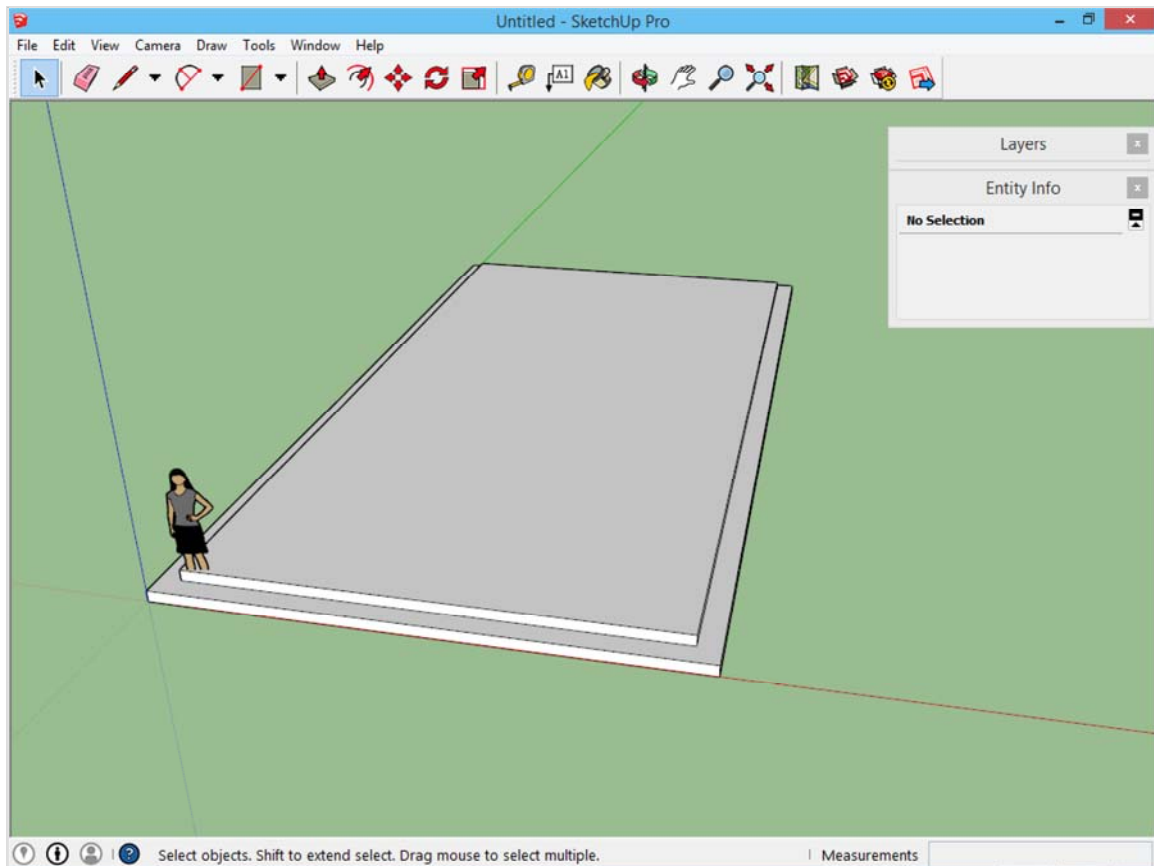 Untitled - SketchUp Pro
File Edit View Camera Draw Tools Window Help
A1
Layers
Entity Info
No Selection
Select objects. Shift to extend select. Drag mouse to select multiple.
Measurements